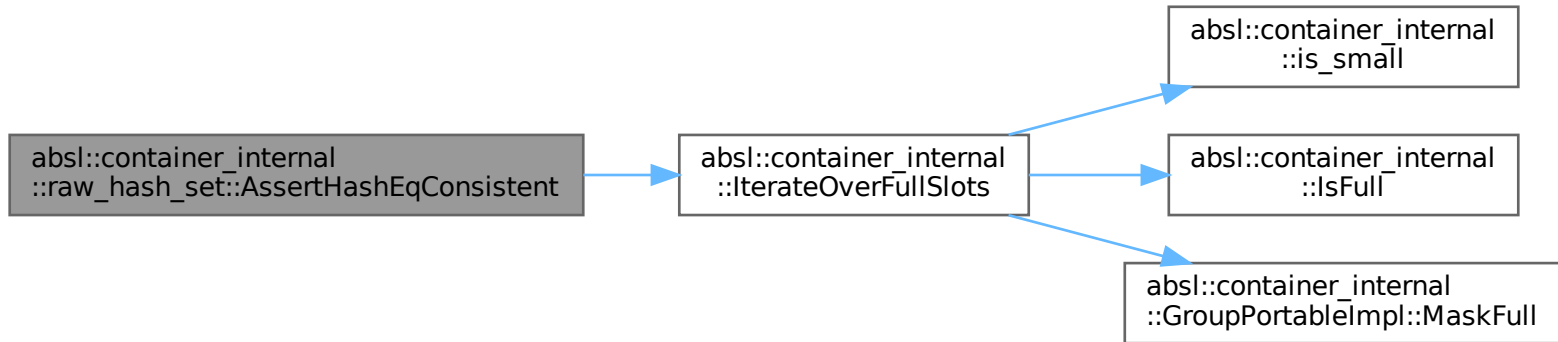 absl::container_internal
::is_small
absl::container_internal
::raw_hash_set::AssertHashEqConsistent
absl::container_internal
::IterateOverFullSlots
absl::container_internal
::IsFull
absl::container_internal
::GroupPortableImpl::MaskFull